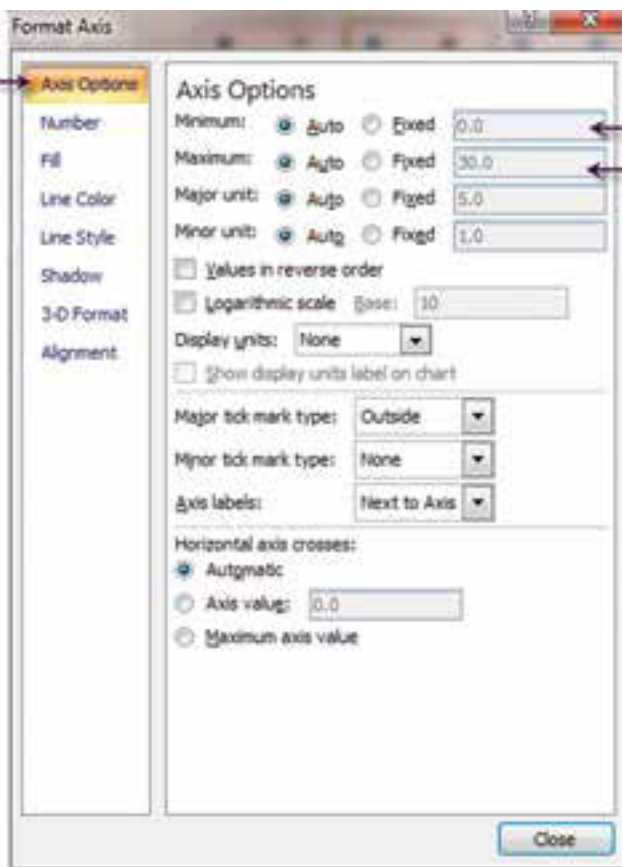 Format Axis
Axis Options
Number
Fill
Line Color
Line Style
Shadow
3-D Format
Alignment
Axis Options
Minimum: Auto Fixed 0.0
Maximum: Auto Fixed 30.0
Major unit: Auto Fixed 5.0
Minor unit: Auto Fixed 1.0
Values in reverse order
Logarithmic scale Base: 10
Display units: None
Show display units label on chart
Major tick mark type: Outside
Minor tick mark type: None
Axis labels: Next to Axis
Horizontal axis crosses:
Automatic
Axis value: 0.0
Maximum axis value
Close